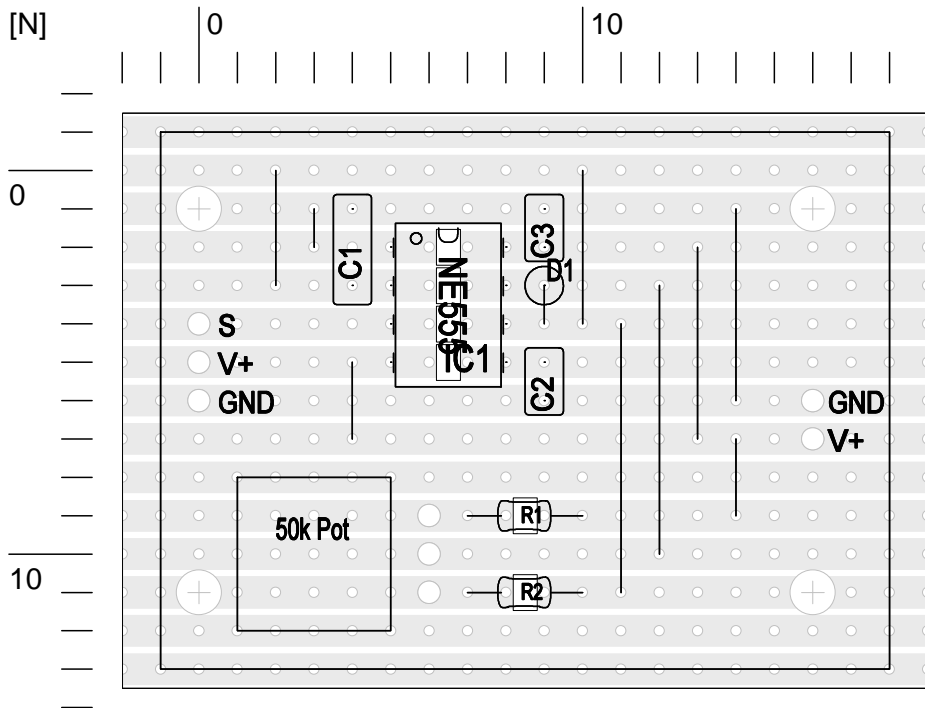 [N]
0
10
0
C1
C3
D1
NE555
IC1
S
V+
GND
C2
GND
V+
50k Pot
R1
R2
10